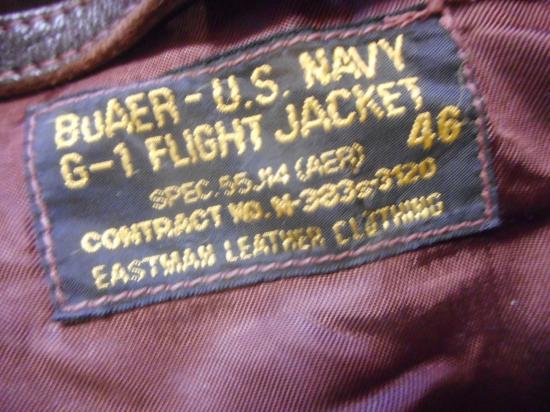 BUAER - U.S. NAVY
G-1 FLIGHT JACKET 46
SPEC. 55J14 (AER)
CONTRACT NO. N-383s-3120
EASTMAN LEATHER CLOTHING